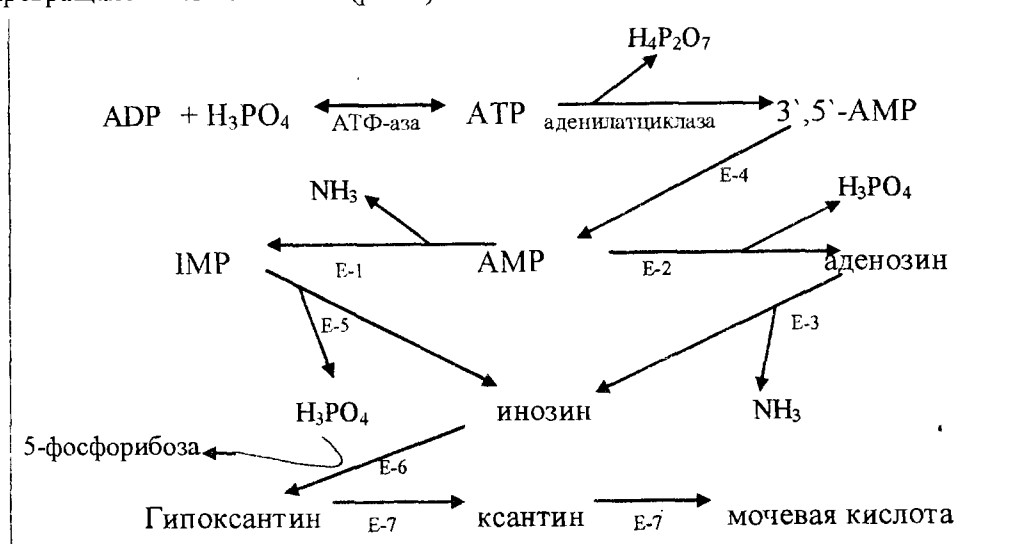 H₄P₂O₇
ADP + H₃PO₄ АТФ-аза ATP аденилатциклаза 3`,5`-AMP
E-4
NH₃ H₃PO₄
IMP E-1 AMP E-2 аденозин
E-5 E-3
H₃PO₄ инозин NH₃
5-фосфорибоза
E-6
Гипоксантин E-7 ксантин E-7 мочевая кислота